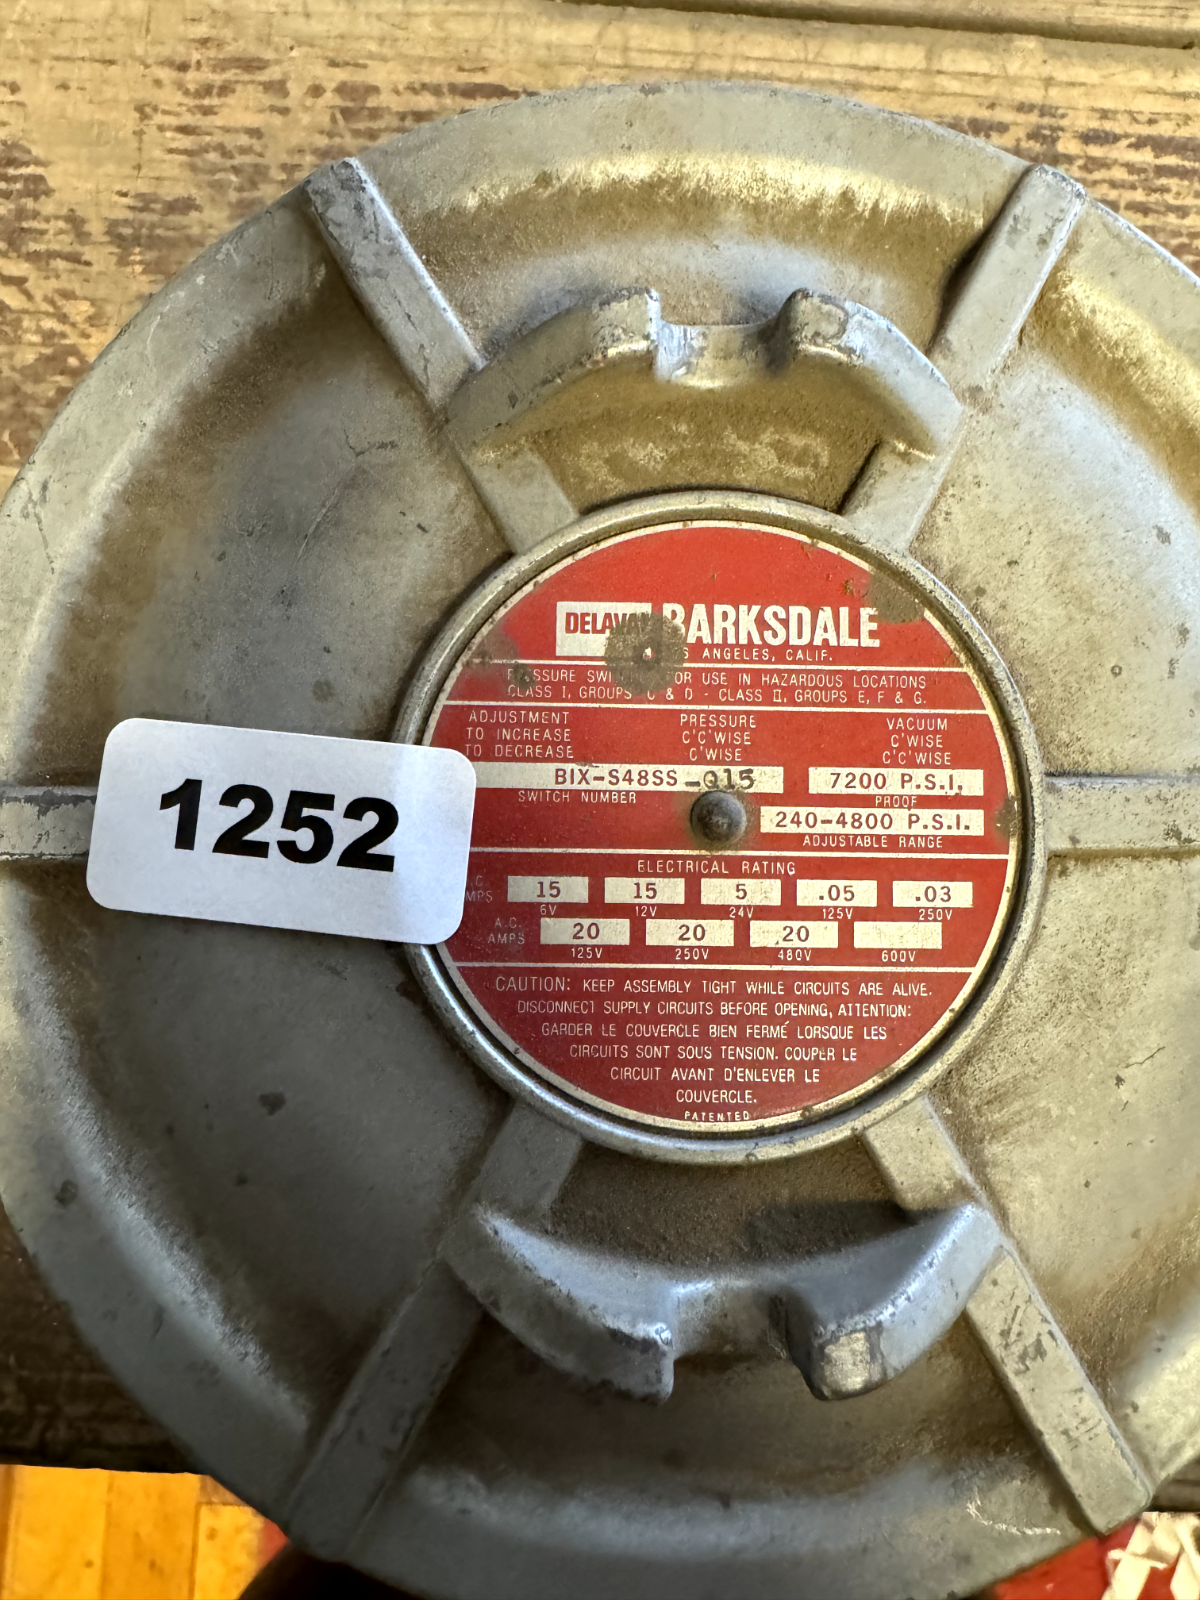 DELAVAL BARKSDALE
ANGELES, CALIF.
PRESSURE FOR USE IN HAZARDOUS LOCATIONS
CLASS I, GROUPS C & D - CLASS II, GROUPS E, F & G.
ADJUSTMENT PRESSURE VACUUM
TO INCREASE C'C'WISE C'WISE
TO DECREASE C'WISE C'C'WISE
BIX-S48SS-015 7200 P.S.I.
SWITCH NUMBER PROOF
240-4800 P.S.I.
ADJUSTABLE RANGE
1252
ELECTRICAL RATING
15 15 5 .05 .03
6V 12V 24V 125V 250V
A.C. 20 20 20
AMPS 125V 250V 480V 600V
CAUTION: KEEP ASSEMBLY TIGHT WHILE CIRCUITS ARE ALIVE.
DISCONNECT SUPPLY CIRCUITS BEFORE OPENING, ATTENTION:
GARDER LE COUVERCLE BIEN FERMÉ LORSQUE LES
CIRCUITS SONT SOUS TENSION. COUPER LE
CIRCUIT AVANT D'ENLEVER LE
COUVERCLE.
PATENTED